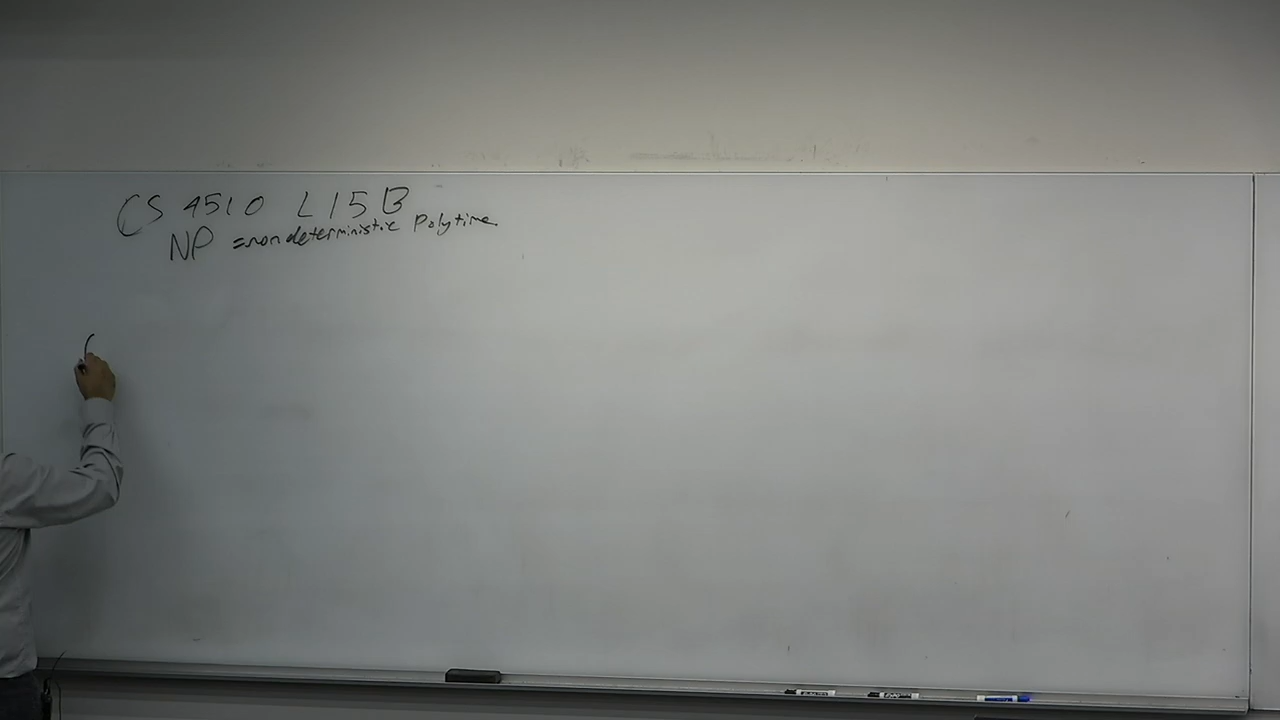 CS 4510 L15B
NP = nondeterministic Polytime